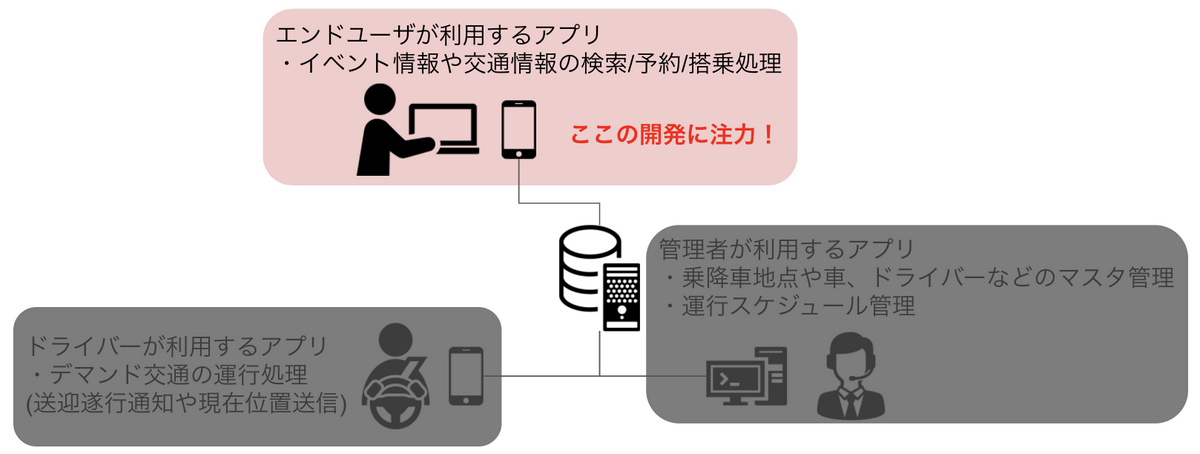 エンドユーザが利用するアプリ
・イベント情報や交通情報の検索/予約/搭乗処理
ここの開発に注力！
管理者が利用するアプリ
・乗降車地点や車、ドライバーなどのマスタ管理
・運行スケジュール管理
ドライバーが利用するアプリ
・デマンド交通の運行処理
(送迎遂行通知や現在位置送信)